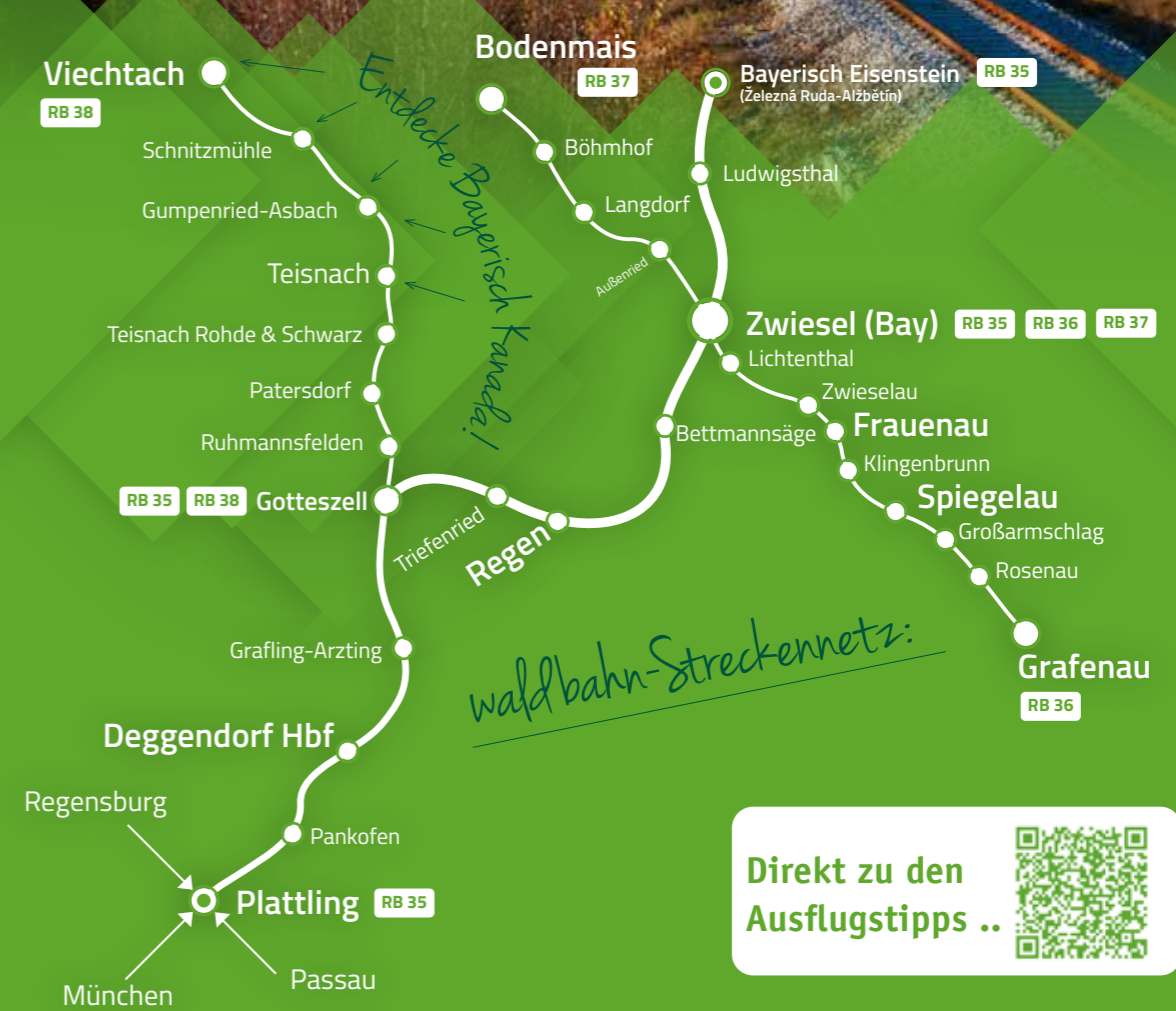 Viechtach
RB 38
Schnitzmühle
Gumpenried-Asbach
Teisnach
Teisnach Rohde & Schwarz
Patersdorf
Ruhmannsfelden
RB 35 RB 38 Gotteszell
Entdecke Bayerisch Kanada!
Bodenmais
RB 37
Böhmhof
Langdorf
Außenried
Bayerisch Eisenstein RB 35
(Železná Ruda-Alžbětín)
Ludwigsthal
Zwiesel (Bay) RB 35 RB 36 RB 37
Lichtenthal
Zwieselau
Frauenau
Klingenbrunn
Spiegelau
Großarmschlag
Rosenau
Grafenau
RB 36
Bettmannsäge
Regen
Triefenried
Grafling-Arzting
Deggendorf Hbf
Pankofen
Plattling RB 35
Regensburg
München
Passau
waldbahn-Streckennetz:
Direkt zu den
Ausflugstipps ..